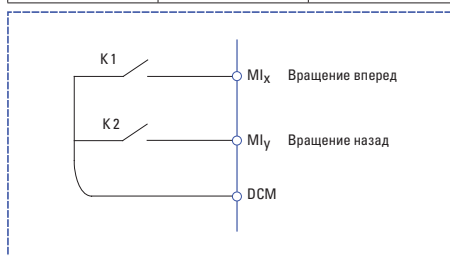 K1
MIx Вращение вперед
K2
MIy Вращение назад
DCM